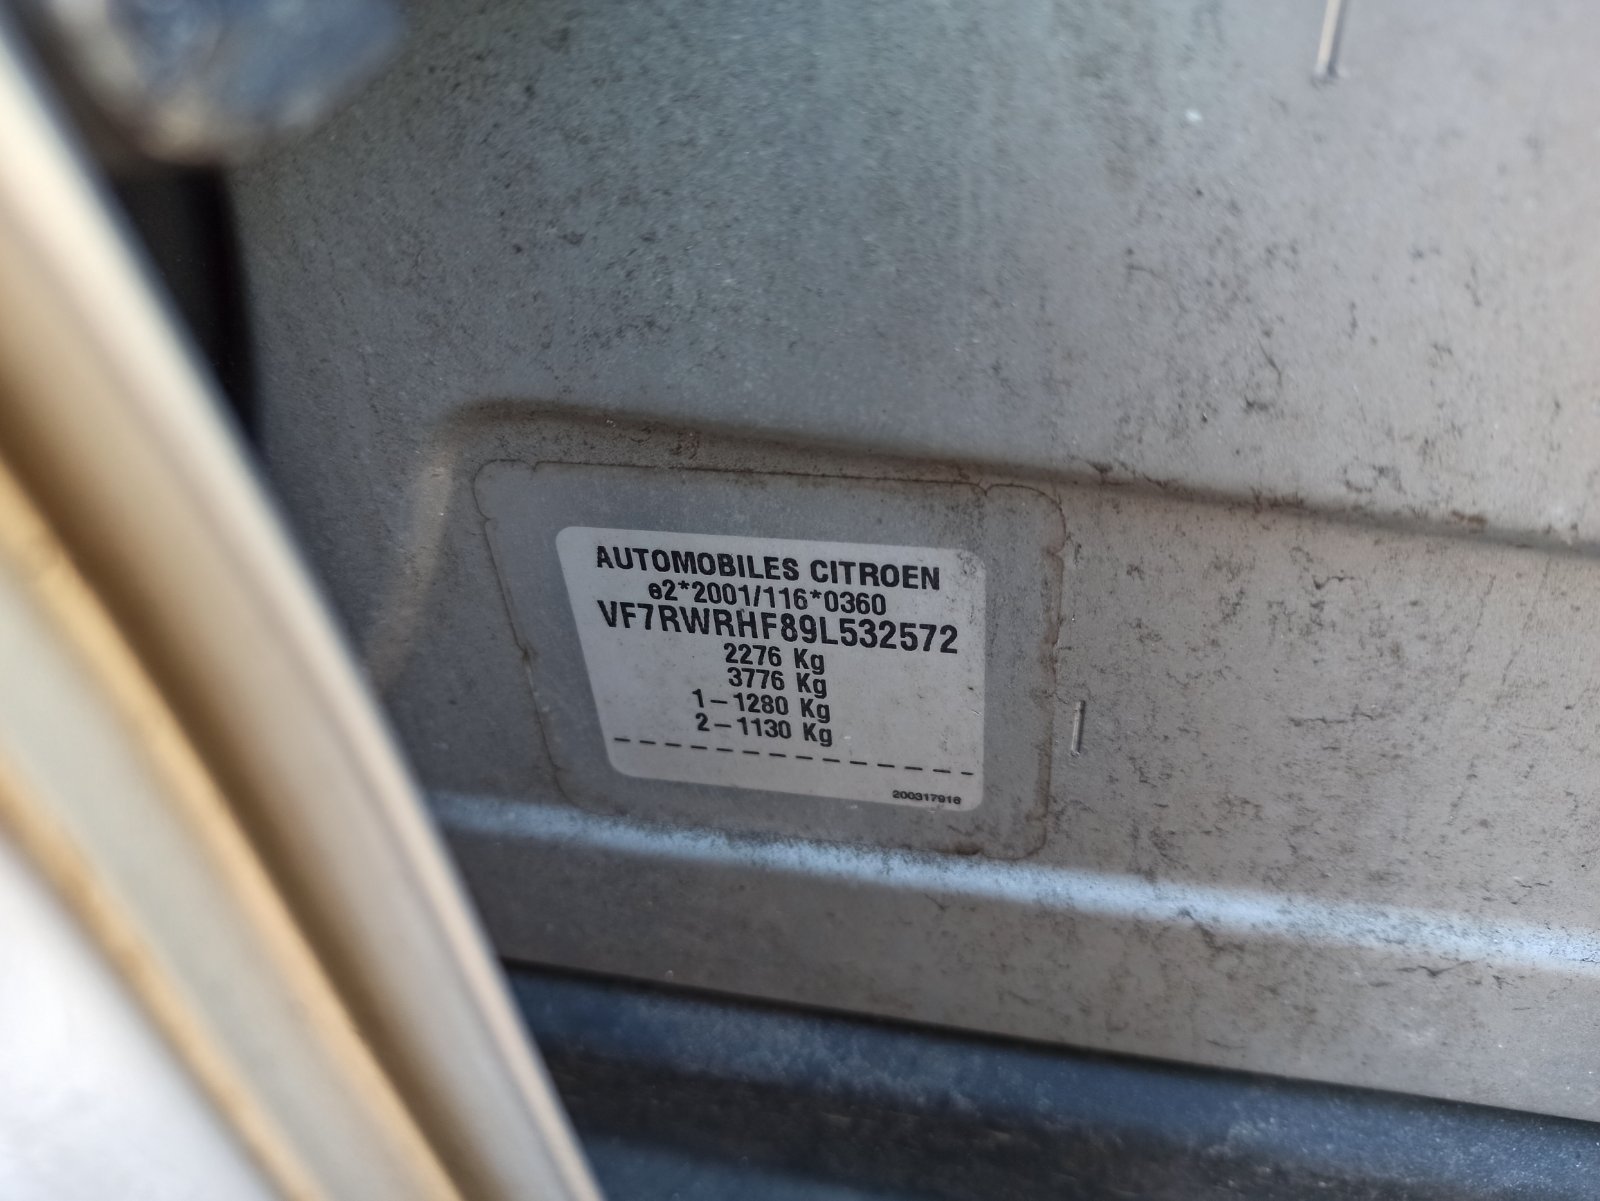 AUTOMOBILES CITROEN
e2*2001/116*0360
VF7RWRHF89L532572
2276 Kg
3776 Kg
1-1280 Kg
2-1130 Kg
200317916